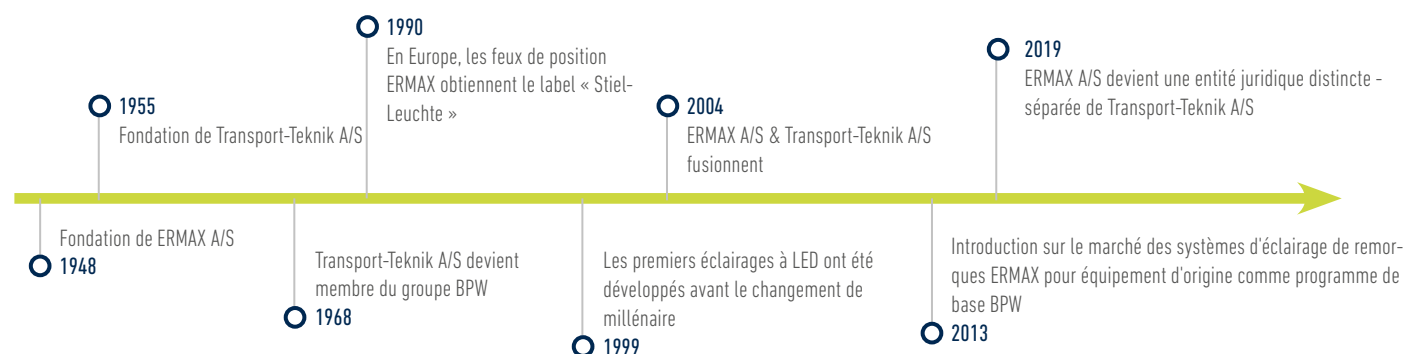 1990
En Europe, les feux de position
ERMAX obtiennent le label « Stiel-
Leuchte »
2019
ERMAX A/S devient une entité juridique distincte -
séparée de Transport-Teknik A/S
1955
Fondation de Transport-Teknik A/S
2004
ERMAX A/S & Transport-Teknik A/S
fusionnent
Fondation de ERMAX A/S
1948
Transport-Teknik A/S devient
membre du groupe BPW
1968
Les premiers éclairages à LED ont été
développés avant le changement de
millénaire
1999
Introduction sur le marché des systèmes d'éclairage de remor-
ques ERMAX pour équipement d'origine comme programme de
base BPW
2013